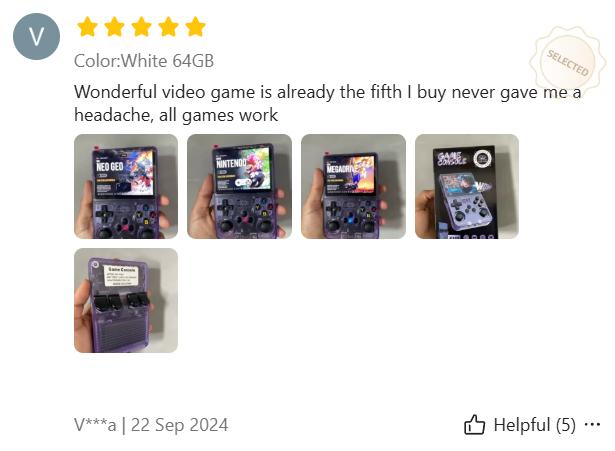 V
Color:White 64GB
SELECTED
Wonderful video game is already the fifth I buy never gave me a
headache, all games work
NEO GEO
NINTENDO
MEGADRIVE
GAME
CONSOLE
Game Console
V***a | 22 Sep 2024
Helpful (5)